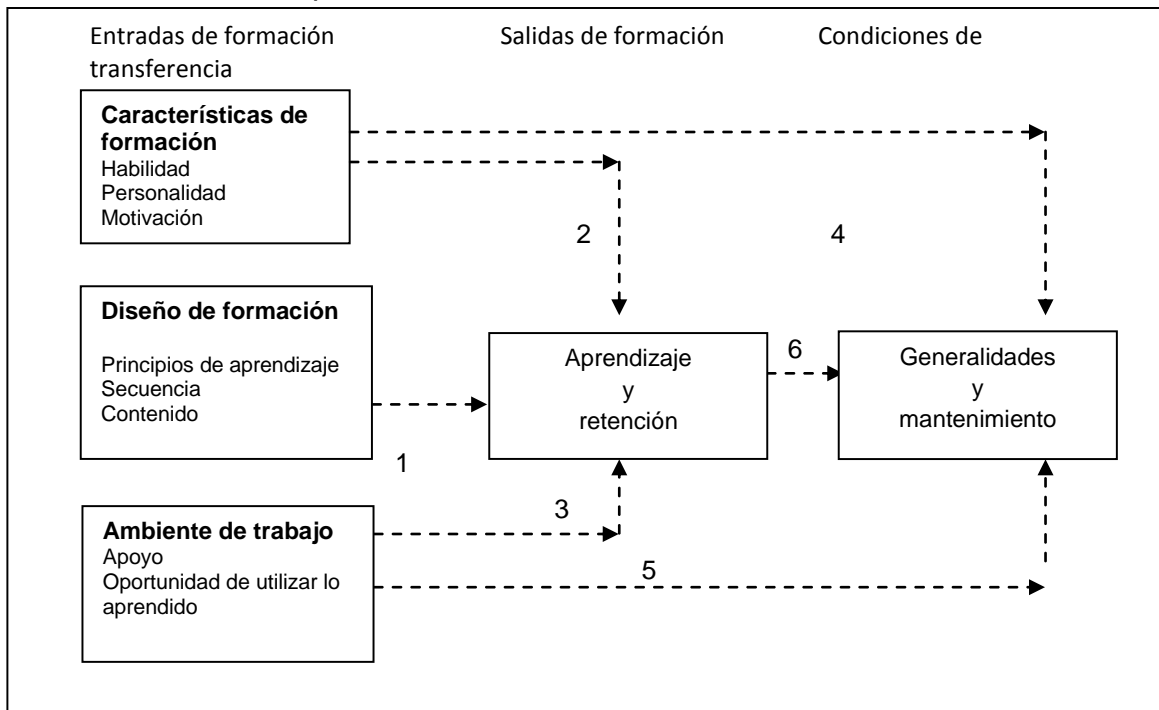 Entradas de formación Salidas de formación Condiciones de
transferencia
Características de
formación
Habilidad
Personalidad
Motivación
2
4
Diseño de formación
Principios de aprendizaje
Secuencia
Contenido
Aprendizaje
y
retención
6
Generalidades
y
mantenimiento
1
3
Ambiente de trabajo
Apoyo
Oportunidad de utilizar lo
aprendido
5